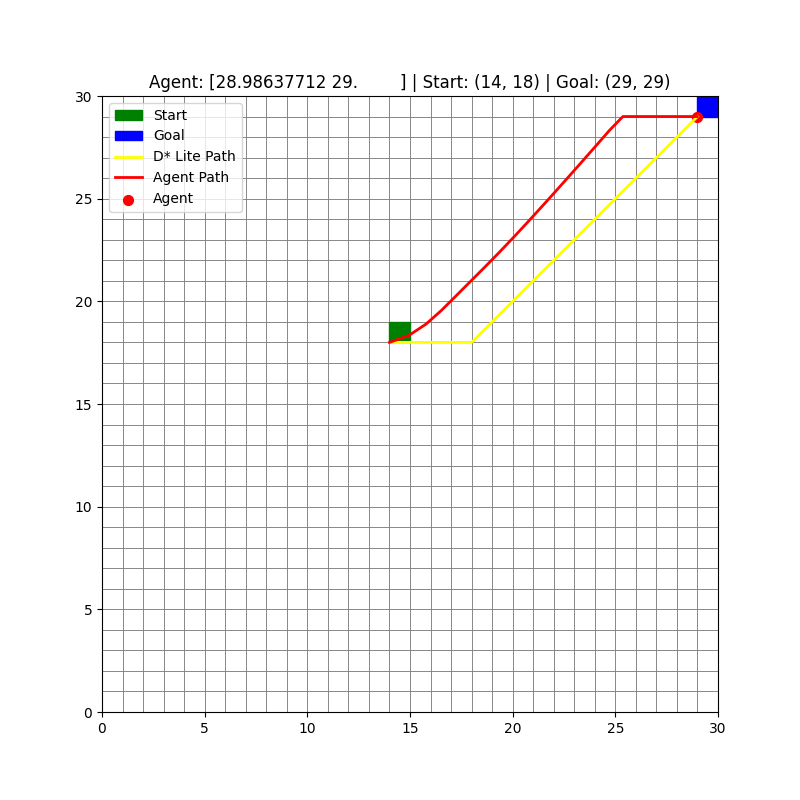 Agent: [28.98637712 29.        ] | Start: (14, 18) | Goal: (29, 29)
Start
Goal
D* Lite Path
Agent Path
Agent
30
25
20
15
10
5
0
0 5 10 15 20 25 30